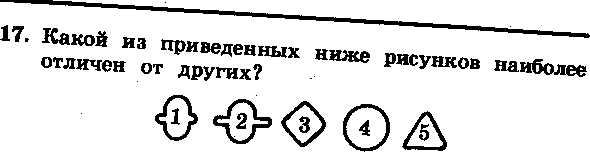 17. Какой из приведенных ниже рисунков наиболее
отличен от других?
1 2 3 4 5